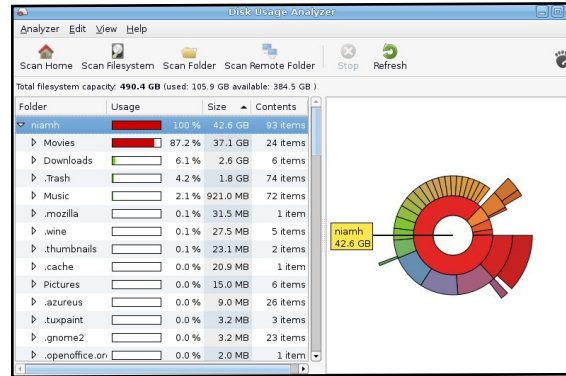 Disk Usage Analyzer
Analyzer Edit View Help
Scan Home Scan Filesystem Scan Folder Scan Remote Folder Stop Refresh
Total filesystem capacity: 490.4 GB (used: 105.9 GB available: 384.5 GB )
Folder Usage Size Contents
niamh 100 % 42.6 GB 93 items
Movies 87.2 % 37.1 GB 24 items
Downloads 6.1 % 2.6 GB 6 items
.Trash 4.2 % 1.8 GB 74 items
Music 2.1 % 921.0 MB 72 items
.mozilla 0.1 % 31.5 MB 1 item
.wine 0.1 % 27.5 MB 5 items
.thumbnails 0.1 % 23.1 MB 2 items
.cache 0.0 % 20.9 MB 1 item
Pictures 0.0 % 15.0 MB 6 items
.azureus 0.0 % 9.0 MB 26 items
.tuxpaint 0.0 % 3.2 MB 3 items
.gnome2 0.0 % 3.2 MB 23 items
.openoffice.or 0.0 % 2.0 MB 1 item
niamh
42.6 GB